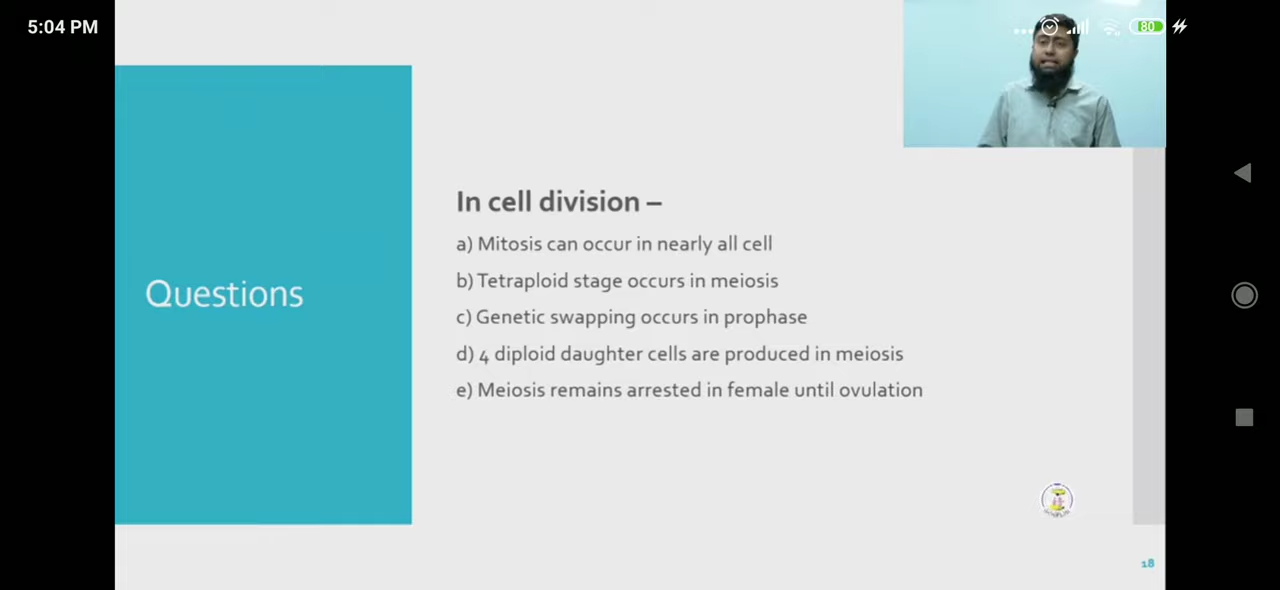 5:04 PM
80
Questions
In cell division –
a) Mitosis can occur in nearly all cell
b) Tetraploid stage occurs in meiosis
c) Genetic swapping occurs in prophase
d) 4 diploid daughter cells are produced in meiosis
e) Meiosis remains arrested in female until ovulation
18